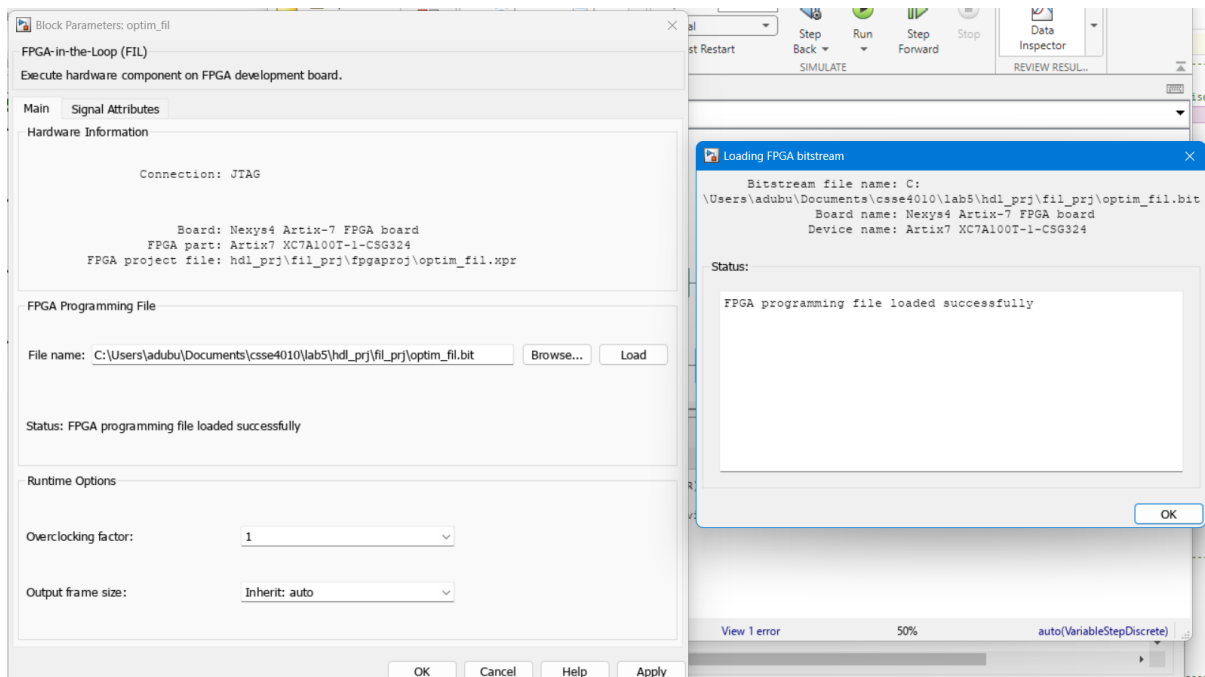 Block Parameters: optim_fil
FPGA-in-the-Loop (FIL)
Execute hardware component on FPGA development board.
Main
Signal Attributes
Hardware Information
Connection: JTAG
Board: Nexys4 Artix-7 FPGA board
FPGA part: Artix7 XC7A100T-1-CSG324
FPGA project file: hdl_prj\fil_prj\fpgaproj\optim_fil.xpr
FPGA Programming File
File name: C:\Users\adubu\Documents\csse4010\lab5\hdl_prj\fil_prj\optim_fil.bit
Browse...
Load
Status: FPGA programming file loaded successfully
Runtime Options
Overclocking factor: 1
Output frame size: Inherit: auto
OK
Cancel
Help
Apply
st Restart
Step Back
Run
Step Forward
Stop
SIMULATE
Data Inspector
REVIEW RESUL...
Loading FPGA bitstream
Bitstream file name: C:
\Users\adubu\Documents\csse4010\lab5\hdl_prj\fil_prj\optim_fil.bit
Board name: Nexys4 Artix-7 FPGA board
Device name: Artix7 XC7A100T-1-CSG324
Status:
FPGA programming file loaded successfully
OK
View 1 error
50%
auto(VariableStepDiscrete)